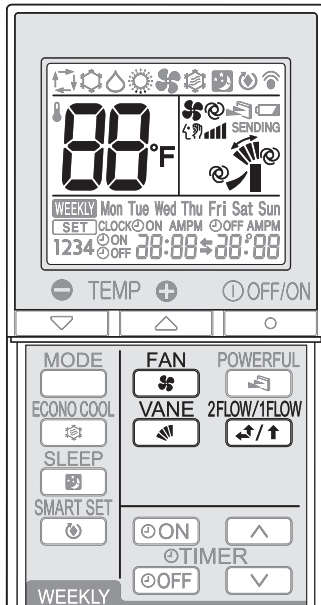 88°F
SENDING
WEEKLY Mon Tue Wed Thu Fri Sat Sun
SET CLOCK ON AMPM OFF AMPM
1234 ON OFF 88:88 88:88
TEMP OFF/ON
MODE FAN POWERFUL
ECONO COOL VANE 2FLOW/1FLOW
SLEEP
SMART SET
ON
TIMER
OFF
WEEKLY